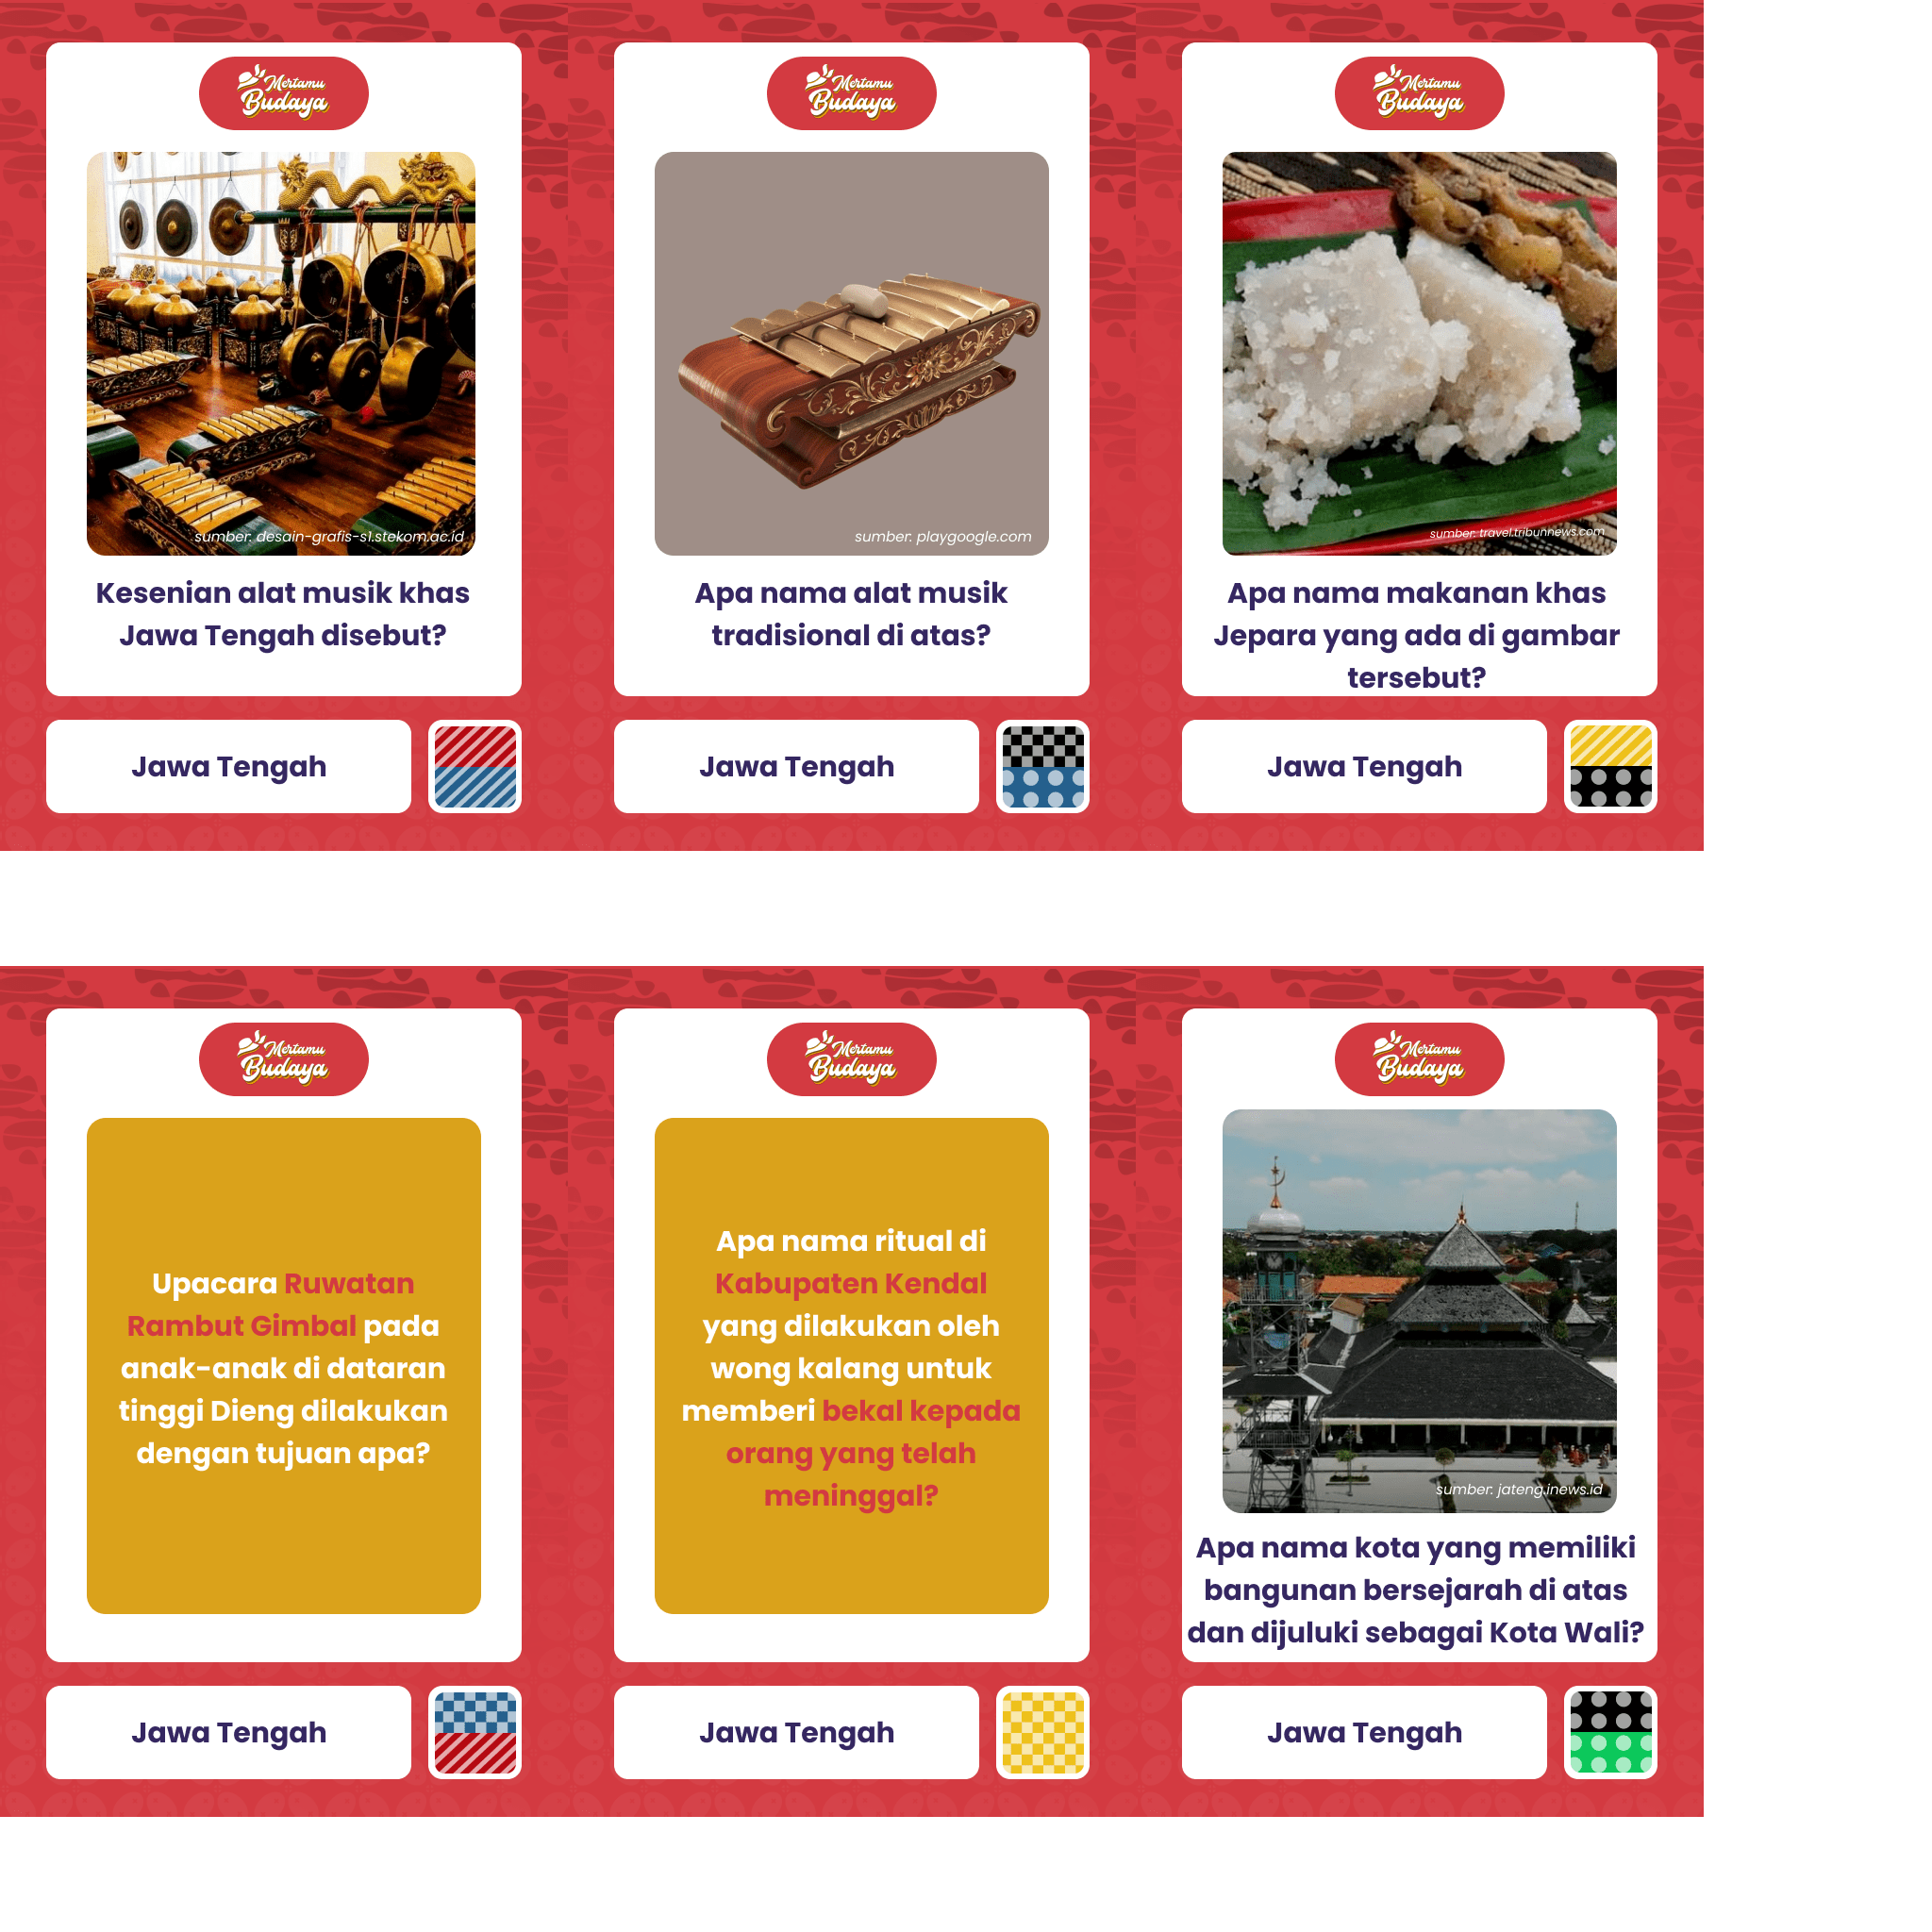 Mertamu
Budaya
sumber: desain-grafis-s1.stekom.ac.id
Kesenian alat musik khas
Jawa Tengah disebut?
Jawa Tengah
Mertamu
Budaya
sumber: playgoogle.com
Apa nama alat musik
tradisional di atas?
Jawa Tengah
Mertamu
Budaya
sumber: travel.tribunnews.com
Apa nama makanan khas
Jepara yang ada di gambar
tersebut?
Jawa Tengah
Mertamu
Budaya
Upacara Ruwatan
Rambut Gimbal pada
anak-anak di dataran
tinggi Dieng dilakukan
dengan tujuan apa?
Jawa Tengah
Mertamu
Budaya
Apa nama ritual di
Kabupaten Kendal
yang dilakukan oleh
wong kalang untuk
memberi bekal kepada
orang yang telah
meninggal?
Jawa Tengah
Mertamu
Budaya
sumber: jateng.inews.id
Apa nama kota yang memiliki
bangunan bersejarah di atas
dan dijuluki sebagai Kota Wali?
Jawa Tengah